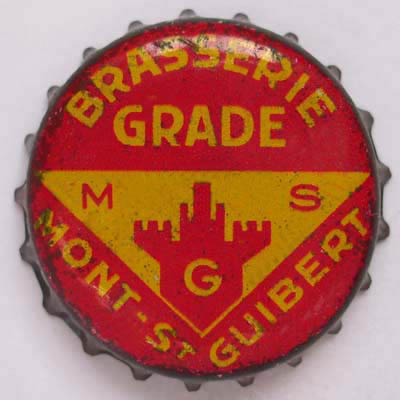 BRASSERIE
GRADE
M S
G
MONT-St GUIBERT